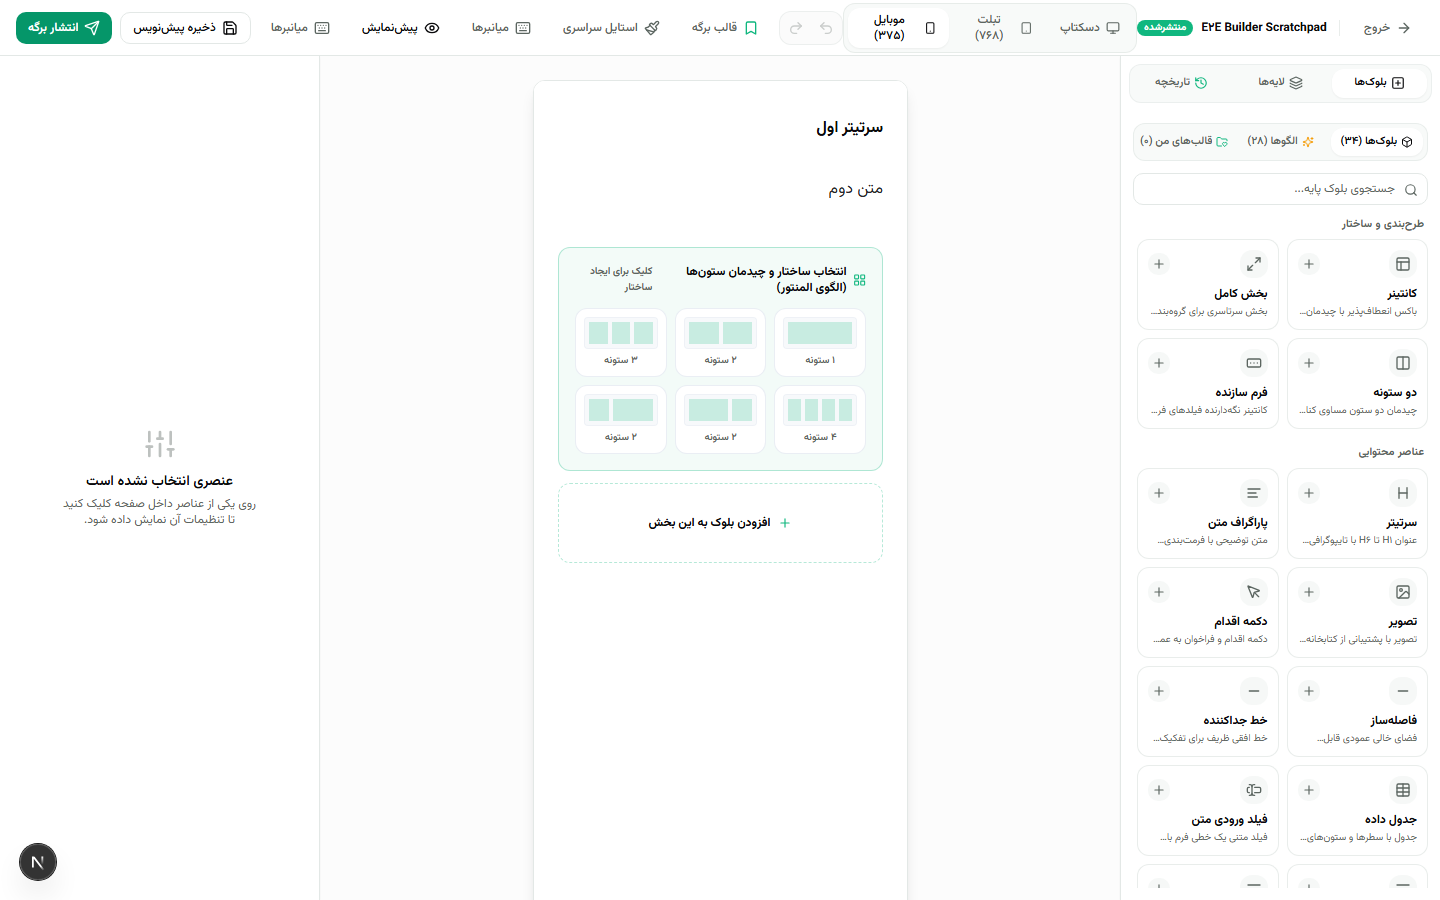 خروج
E2E Builder Scratchpad
منتشرشده
دسکتاپ
تبلت (۷۶۸)
موبایل (۳۷۵)
قالب برگه
استایل سراسری
میانبرها
پیش‌نمایش
میانبرها
ذخیره پیش‌نویس
انتشار برگه
بلوک‌ها
لایه‌ها
تاریخچه
بلوک‌ها (۳۴)
الگوها (۲۸)
قالب‌های من (۰)
جستجوی بلوک پایه...
طرح‌بندی و ساختار
کانتینر
باکس انعطاف‌پذیر با چیدمان...
بخش کامل
بخش سرتاسری برای گروه‌بند...
دو ستونه
چیدمان دو ستون مساوی کنا...
فرم سازنده
کانتینر نگه‌دارنده فیلدهای فر...
عناصر محتوایی
سرتیتر
عنوان H1 تا H6 با تایپوگرافی...
پاراگراف متن
متن توضیحی با فرمت‌بندی...
تصویر
تصویر با پشتیبانی از کتابخانه...
دکمه اقدام
دکمه اقدام و فراخوان به عمـ...
فاصله‌ساز
فضای خالی عمودی قابل...
خط جداکننده
خط افقی ظریف برای تفکیک...
جدول داده
جدول با سطرها و ستون‌های...
فیلد ورودی متن
فیلد متنی یک خطی فرم با...
سرتیتر اول
متن دوم
انتخاب ساختار و چیدمان ستون‌ها
(الگوی المنتور)
کلیک برای ایجاد
ساختار
۱ ستونه
۲ ستونه
۳ ستونه
۴ ستونه
۲ ستونه
۲ ستونه
افزودن بلوک به این بخش
عنصری انتخاب نشده است
روی یکی از عناصر داخل صفحه کلیک کنید
تا تنظیمات آن نمایش داده شود.
N